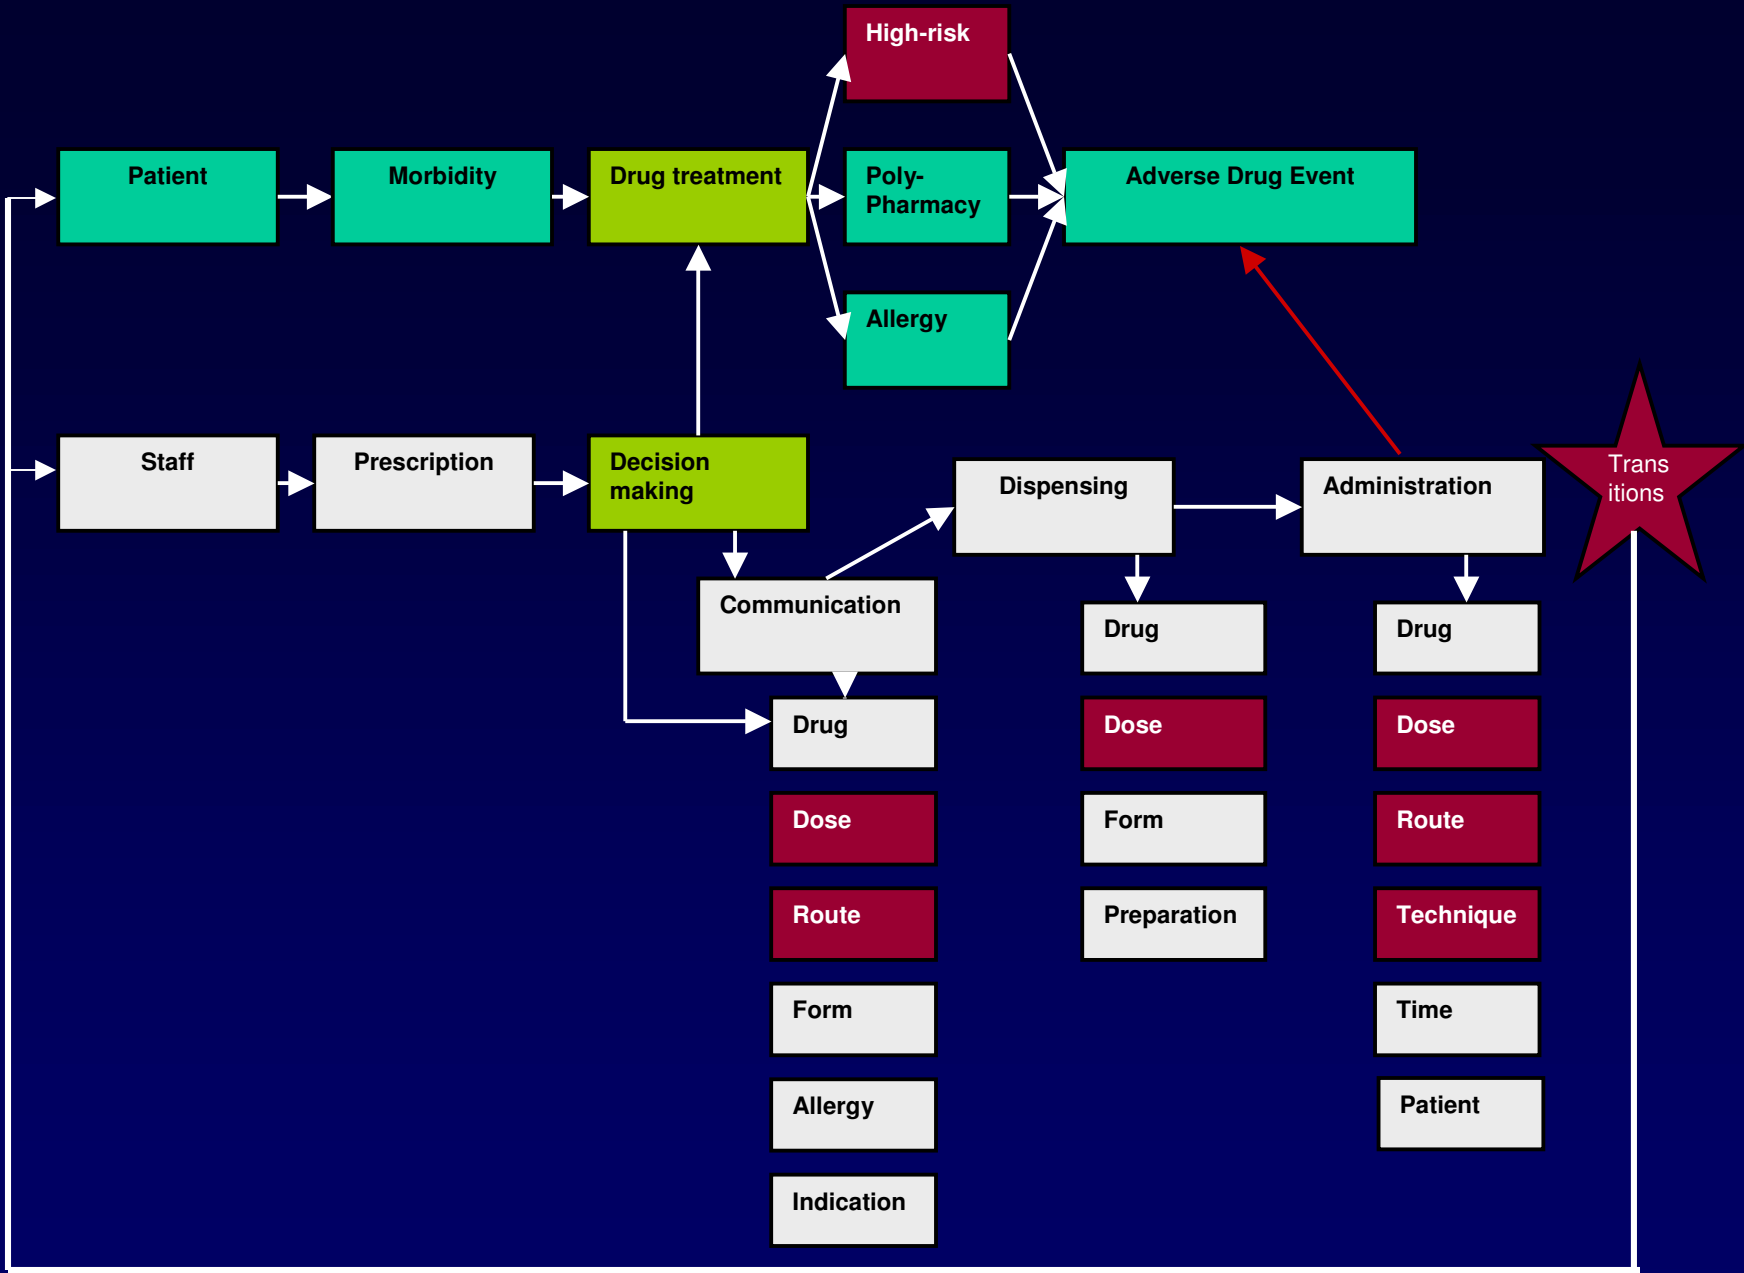 High-risk
Patient
Morbidity
Drug treatment
Poly-
Pharmacy
Adverse Drug Event
Allergy
Staff
Prescription
Decision
making
Dispensing
Administration
Trans
itions
Communication
Drug
Dose
Route
Form
Allergy
Indication
Drug
Dose
Form
Preparation
Drug
Dose
Route
Technique
Time
Patient